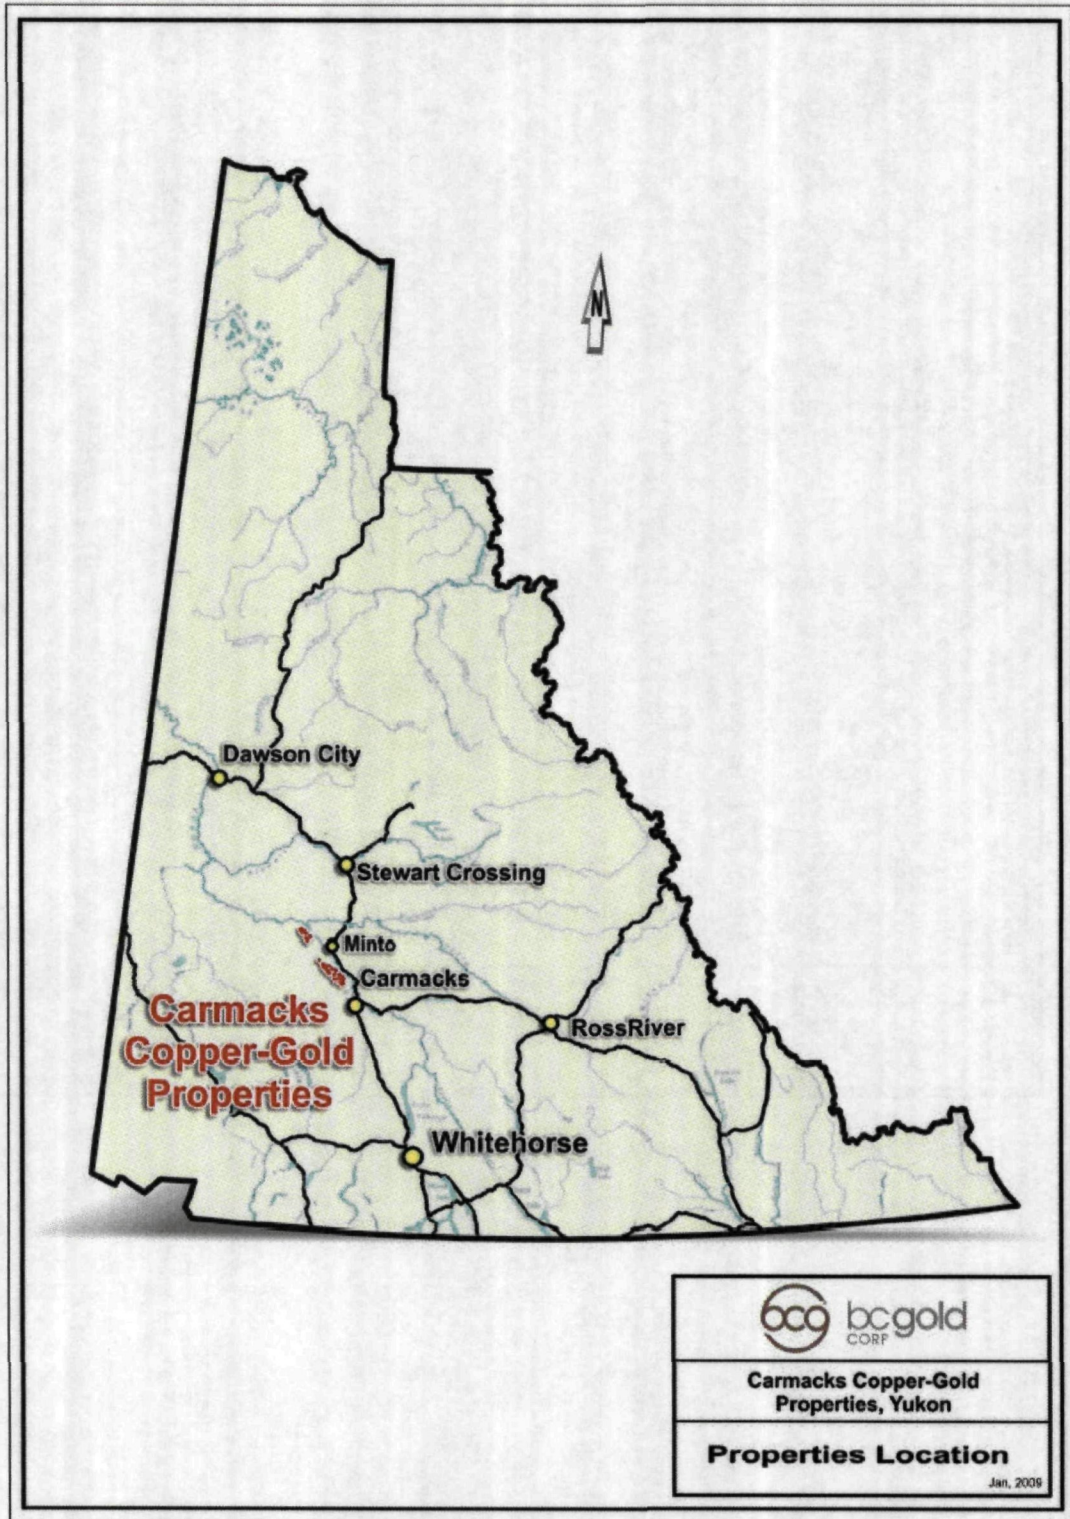 N
Dawson City
Stewart Crossing
Minto
Carmacks
Carmacks
Copper-Gold
Properties
RossRiver
Whitehorse
bcg bcgold
CORP
Carmacks Copper-Gold
Properties, Yukon
Properties Location
Jan, 2009